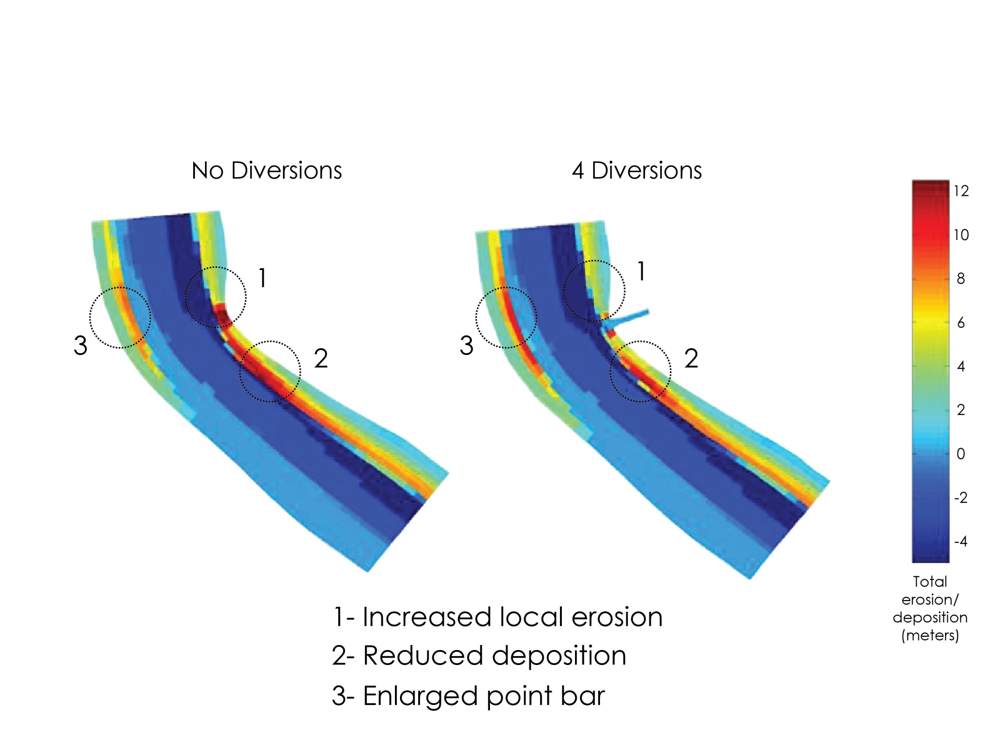 No Diversions
4 Diversions
1
2
3
1
2
3
12
10
8
6
4
2
0
-2
-4
Total
erosion/
deposition
(meters)
1- Increased local erosion
2- Reduced deposition
3- Enlarged point bar